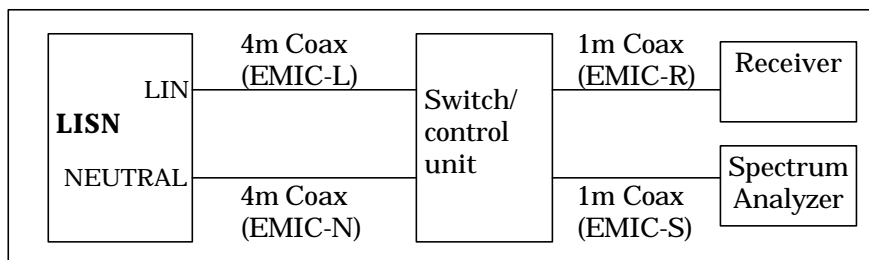 4m Coax
(EMIC-L)
1m Coax
(EMIC-R)
Receiver
LIN
LISN
Switch/
control
unit
NEUTRAL
4m Coax
(EMIC-N)
1m Coax
(EMIC-S)
Spectrum
Analyzer